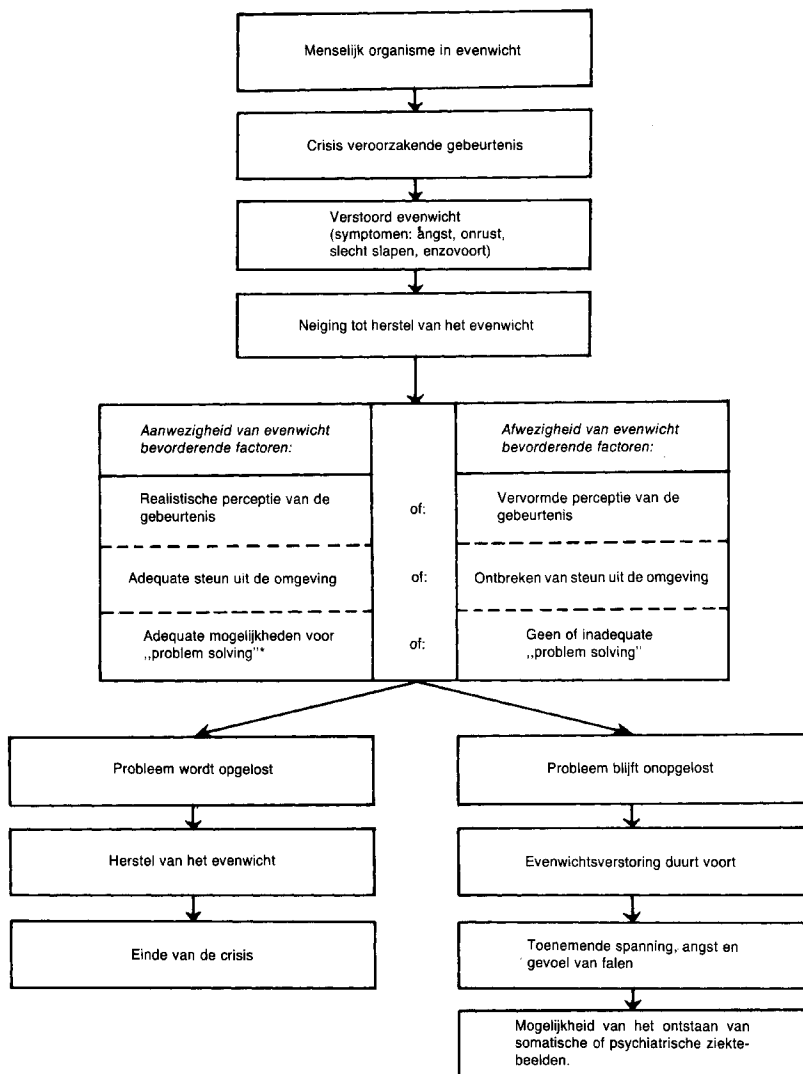 Menselijk organisme in evenwicht
Crisis veroorzakende gebeurtenis
Verstoord evenwicht
(symptomen: angst, onrust,
slecht slapen, enzovoort)
Neiging tot herstel van het evenwicht
Aanwezigheid van evenwicht
bevorderende factoren:
Afwezigheid van evenwicht
bevorderende factoren:
Realistische perceptie van de
gebeurtenis
of:
Vervormde perceptie van de
gebeurtenis
Adequate steun uit de omgeving
of:
Ontbreken van steun uit de omgeving
Adequate mogelijkheden voor
„problem solving"*
of:
Geen of inadequate
„problem solving"
Probleem wordt opgelost
Probleem blijft onopgelost
Herstel van het evenwicht
Evenwichtsverstoring duurt voort
Einde van de crisis
Toenemende spanning, angst en
gevoel van falen
Mogelijkheid van het ontstaan van
somatische of psychiatrische ziekte-
beelden.